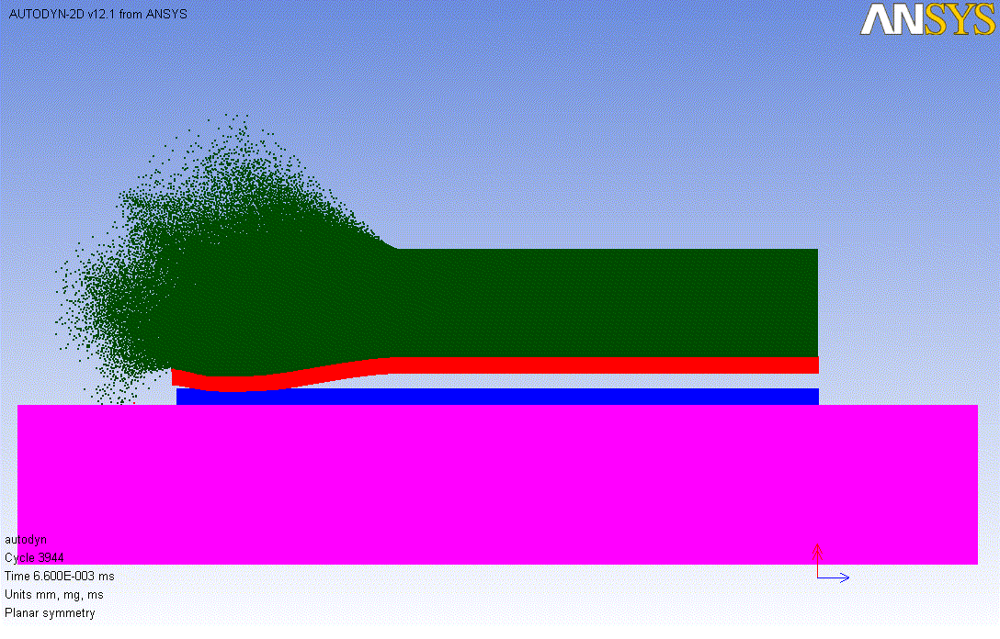 AUTODYN-2D v12.1 from ANSYS
ANSYS
autodyn
Cycle 3944
Time 6.600E-003 ms
Units mm, mg, ms
Planar symmetry